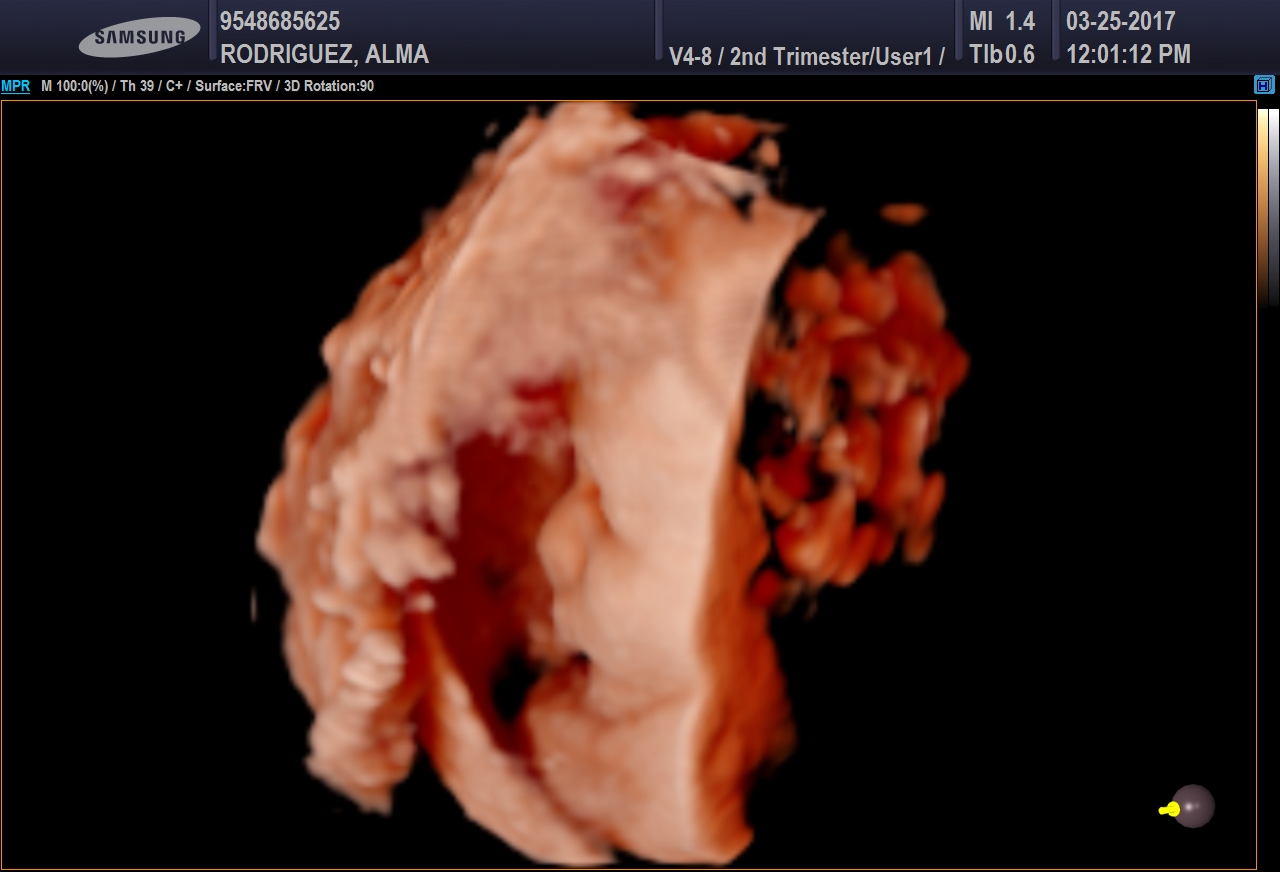 SAMSUNG
9548685625
RODRIGUEZ, ALMA
V4-8 / 2nd Trimester/User1 /
MI 1.4
TIb 0.6
03-25-2017
12:01:12 PM
MPR M 100:0(%) / Th 39 / C+ / Surface:FRV / 3D Rotation:90
H